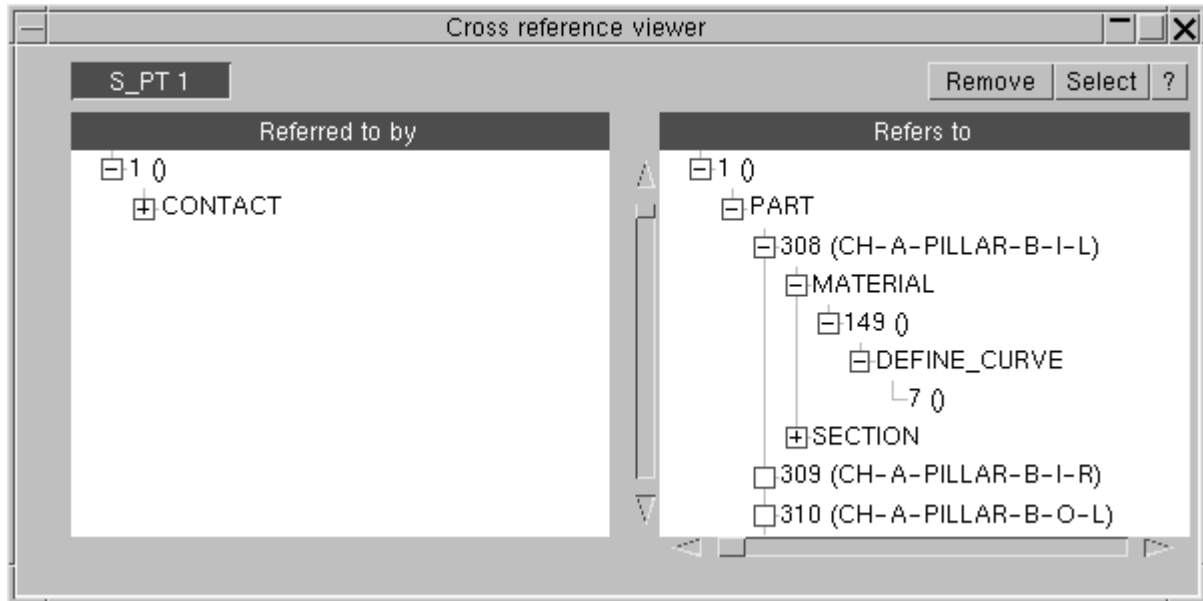 Cross reference viewer
S_PT 1
Remove
Select
?
Referred to by
1 ()
CONTACT
Refers to
1 ()
PART
308 (CH-A-PILLAR-B-I-L)
MATERIAL
149 ()
DEFINE_CURVE
7 ()
SECTION
309 (CH-A-PILLAR-B-I-R)
310 (CH-A-PILLAR-B-O-L)